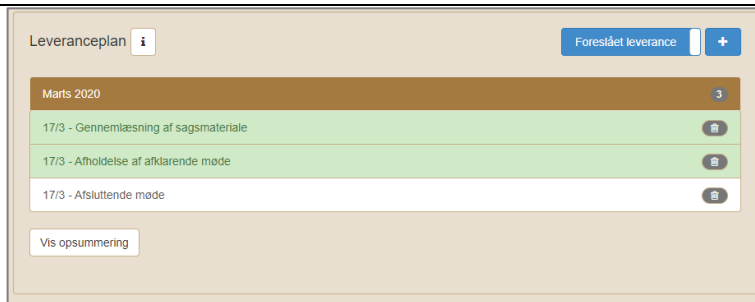 Leveranceplan i
Foreslået leverance +
Marts 2020 3
17/3 - Gennemlæsning af sagsmateriale
17/3 - Afholdelse af afklarende møde
17/3 - Afsluttende møde
Vis opsummering